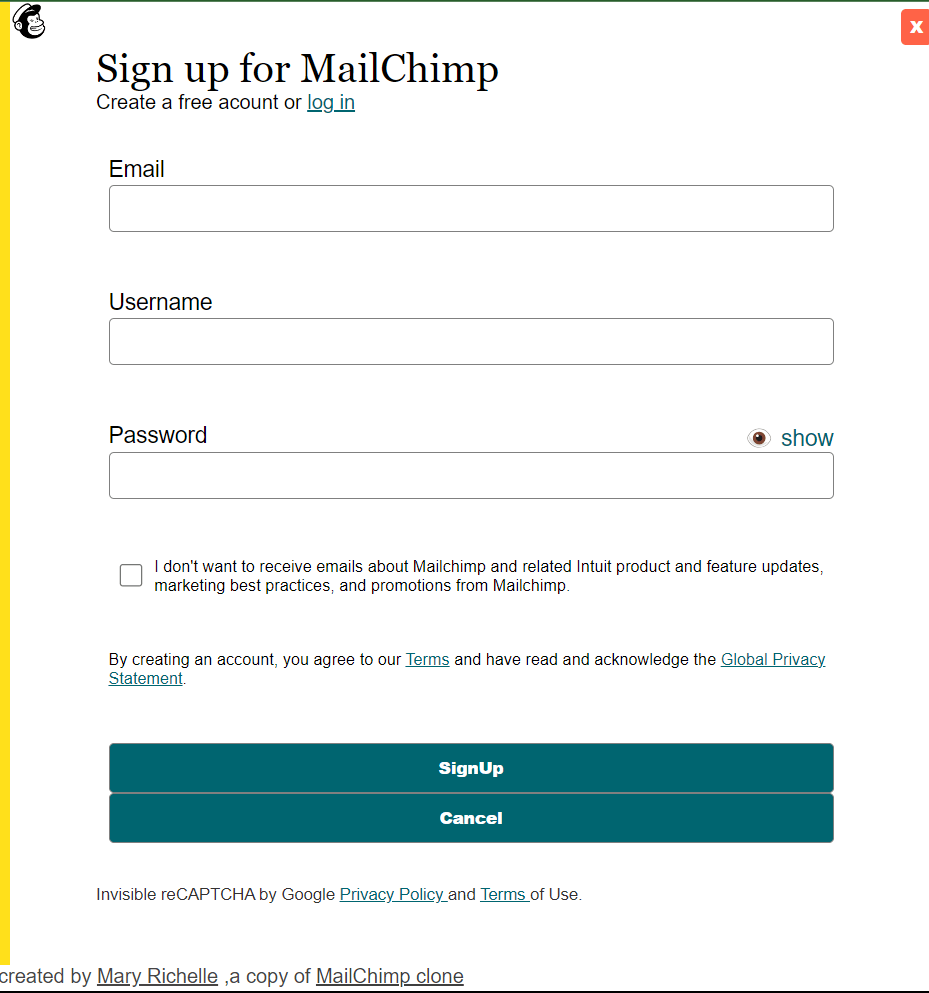 X
Sign up for MailChimp
Create a free acount or log in
Email
Username
Password
show
I don't want to receive emails about Mailchimp and related Intuit product and feature updates,
marketing best practices, and promotions from Mailchimp.
By creating an account, you agree to our Terms and have read and acknowledge the Global Privacy
Statement.
SignUp
Cancel
Invisible reCAPTCHA by Google Privacy Policy and Terms of Use.
created by Mary Richelle ,a copy of MailChimp clone